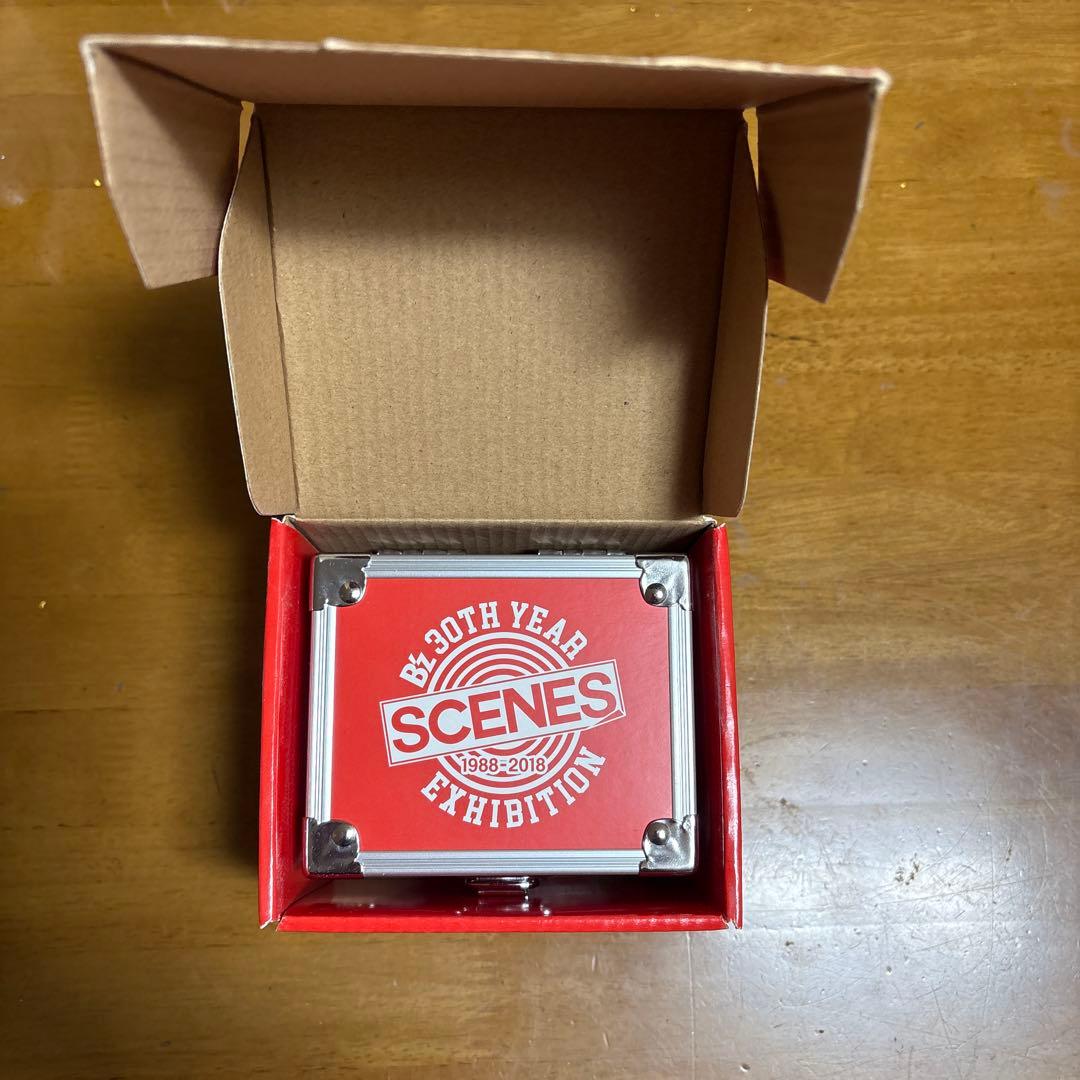 B'z 30TH YEAR
SCENES
1988-2018
EXHIBITION